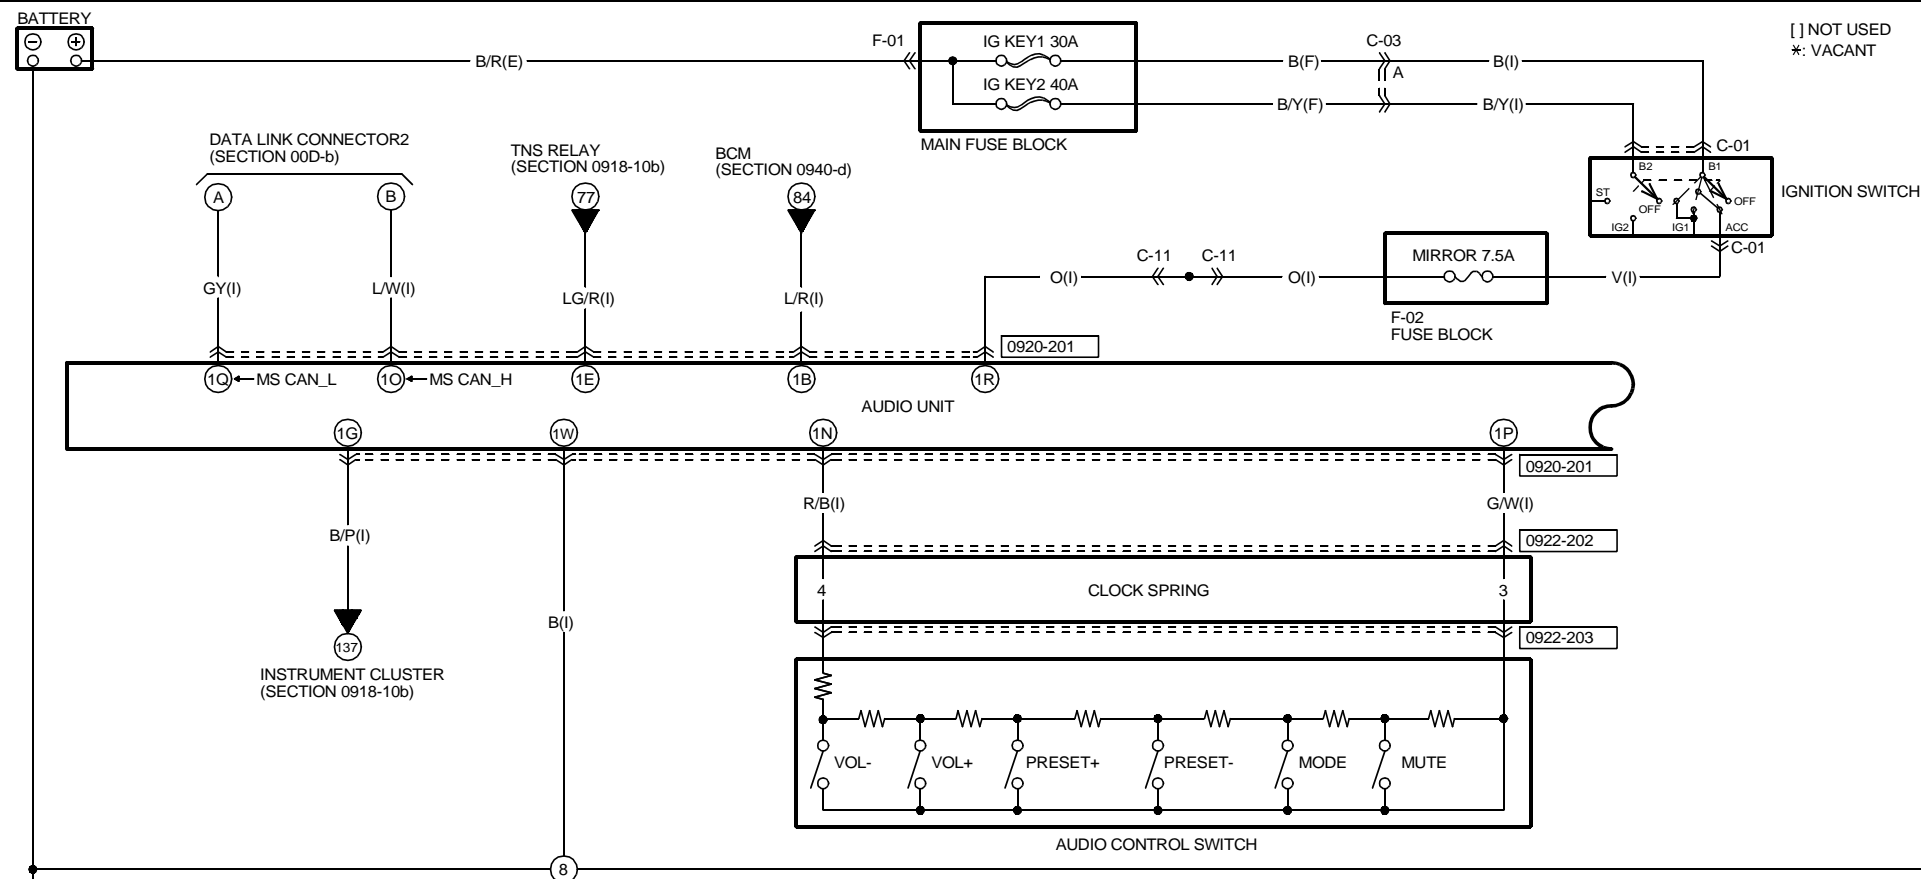 BATTERY
F-01
IG KEY1 30A
C-03
[ ] NOT USED
*: VACANT
B/R(E)
B(F)
A
B(I)
IG KEY2 40A
B/Y(F)
B/Y(I)
MAIN FUSE BLOCK
C-01
DATA LINK CONNECTOR2
(SECTION 00D-b)
TNS RELAY
(SECTION 0918-10b)
BCM
(SECTION 0940-d)
B2
B1
ST
OFF
OFF
IG2
IG1
ACC
IGNITION SWITCH
C-01
A
B
77
84
C-11
C-11
MIRROR 7.5A
GY(I)
L/W(I)
LG/R(I)
L/R(I)
O(I)
O(I)
V(I)
F-02
FUSE BLOCK
0920-201
1Q
MS CAN_L
1O
MS CAN_H
1E
1B
1R
AUDIO UNIT
1G
1W
1N
1P
0920-201
R/B(I)
G/W(I)
B/P(I)
0922-202
4
CLOCK SPRING
3
B(I)
0922-203
137
INSTRUMENT CLUSTER
(SECTION 0918-10b)
VOL-
VOL+
PRESET+
PRESET-
MODE
MUTE
AUDIO CONTROL SWITCH
8